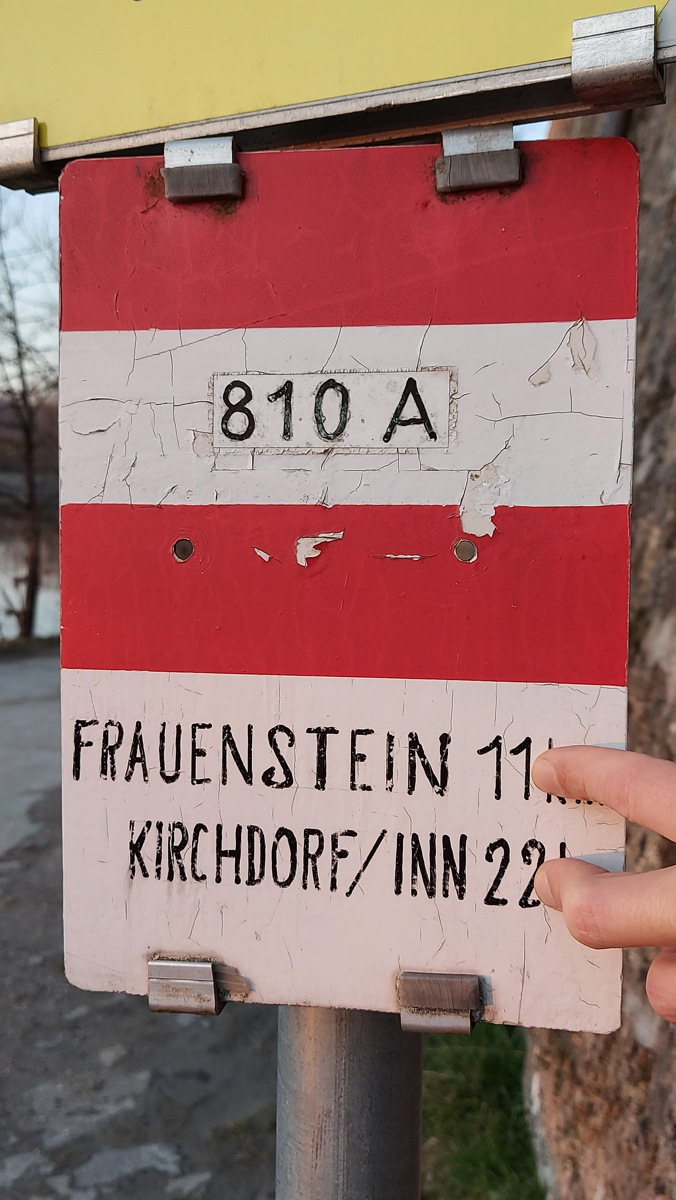 810 A
FRAUENSTEIN 11
KIRCHDORF/INN 22